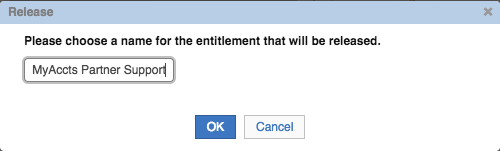 Release
Please choose a name for the entitlement that will be released.
MyAccts Partner Support
OK
Cancel